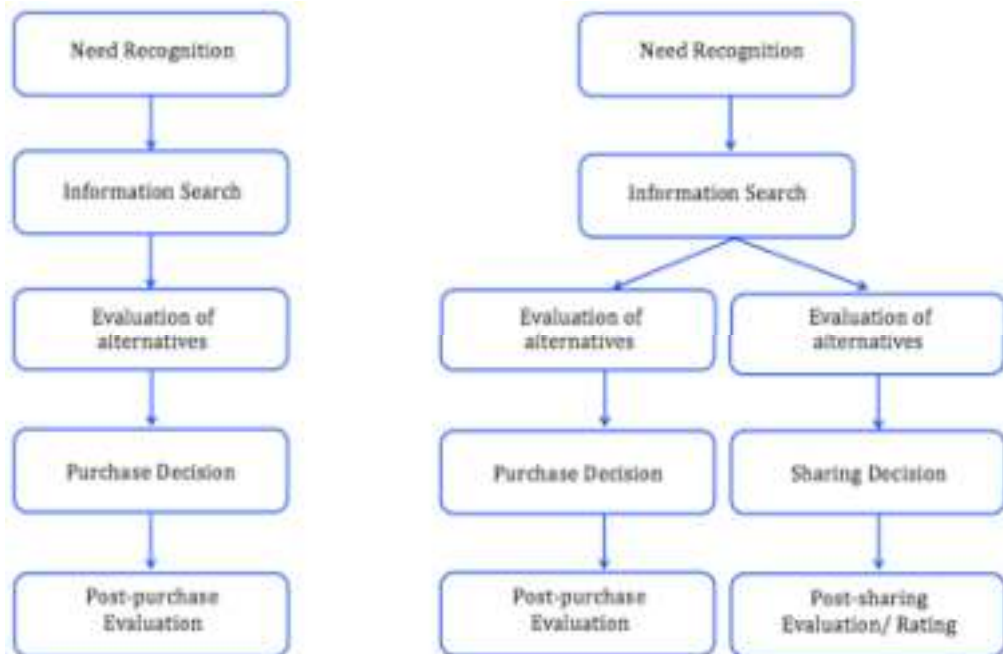 Need Recognition
Information Search
Evaluation of
alternatives
Purchase Decision
Post-purchase
Evaluation
Need Recognition
Information Search
Evaluation of
alternatives
Purchase Decision
Post-purchase
Evaluation
Evaluation of
alternatives
Sharing Decision
Post-sharing
Evaluation/ Rating